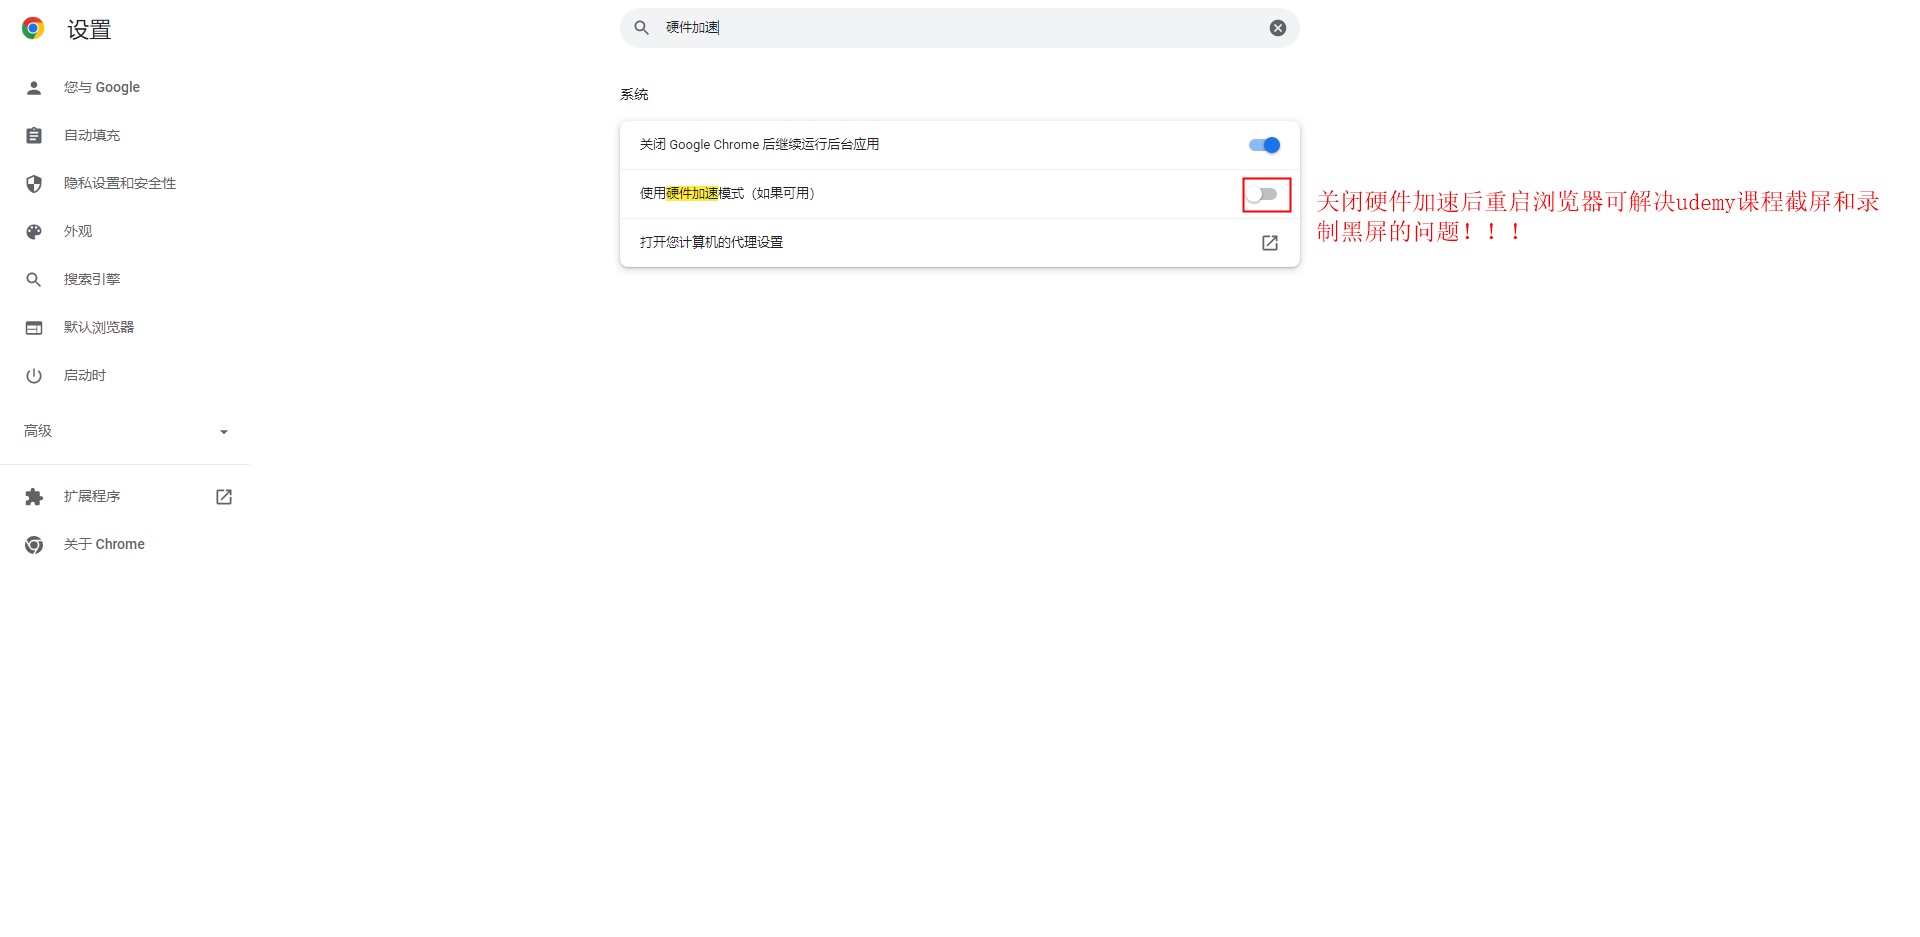 设置
硬件加速
您与 Google
自动填充
隐私设置和安全性
外观
搜索引擎
默认浏览器
启动时
高级
扩展程序
关于 Chrome
系统
关闭 Google Chrome 后继续运行后台应用
使用硬件加速模式（如果可用）
打开您计算机的代理设置
关闭硬件加速后重启浏览器可解决udemy课程截屏和录
制黑屏的问题！！！